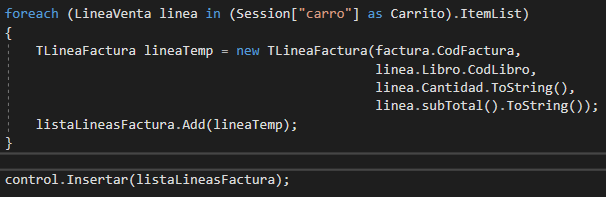 foreach (LineaVenta linea in (Session["carro"] as Carrito).ItemList)
{
TLineaFactura lineaTemp = new TLineaFactura(factura.CodFactura,
linea.Libro.CodLibro,
linea.Cantidad.ToString(),
linea.subTotal().ToString());
listaLineasFactura.Add(lineaTemp);
}
control.Insertar(listaLineasFactura);